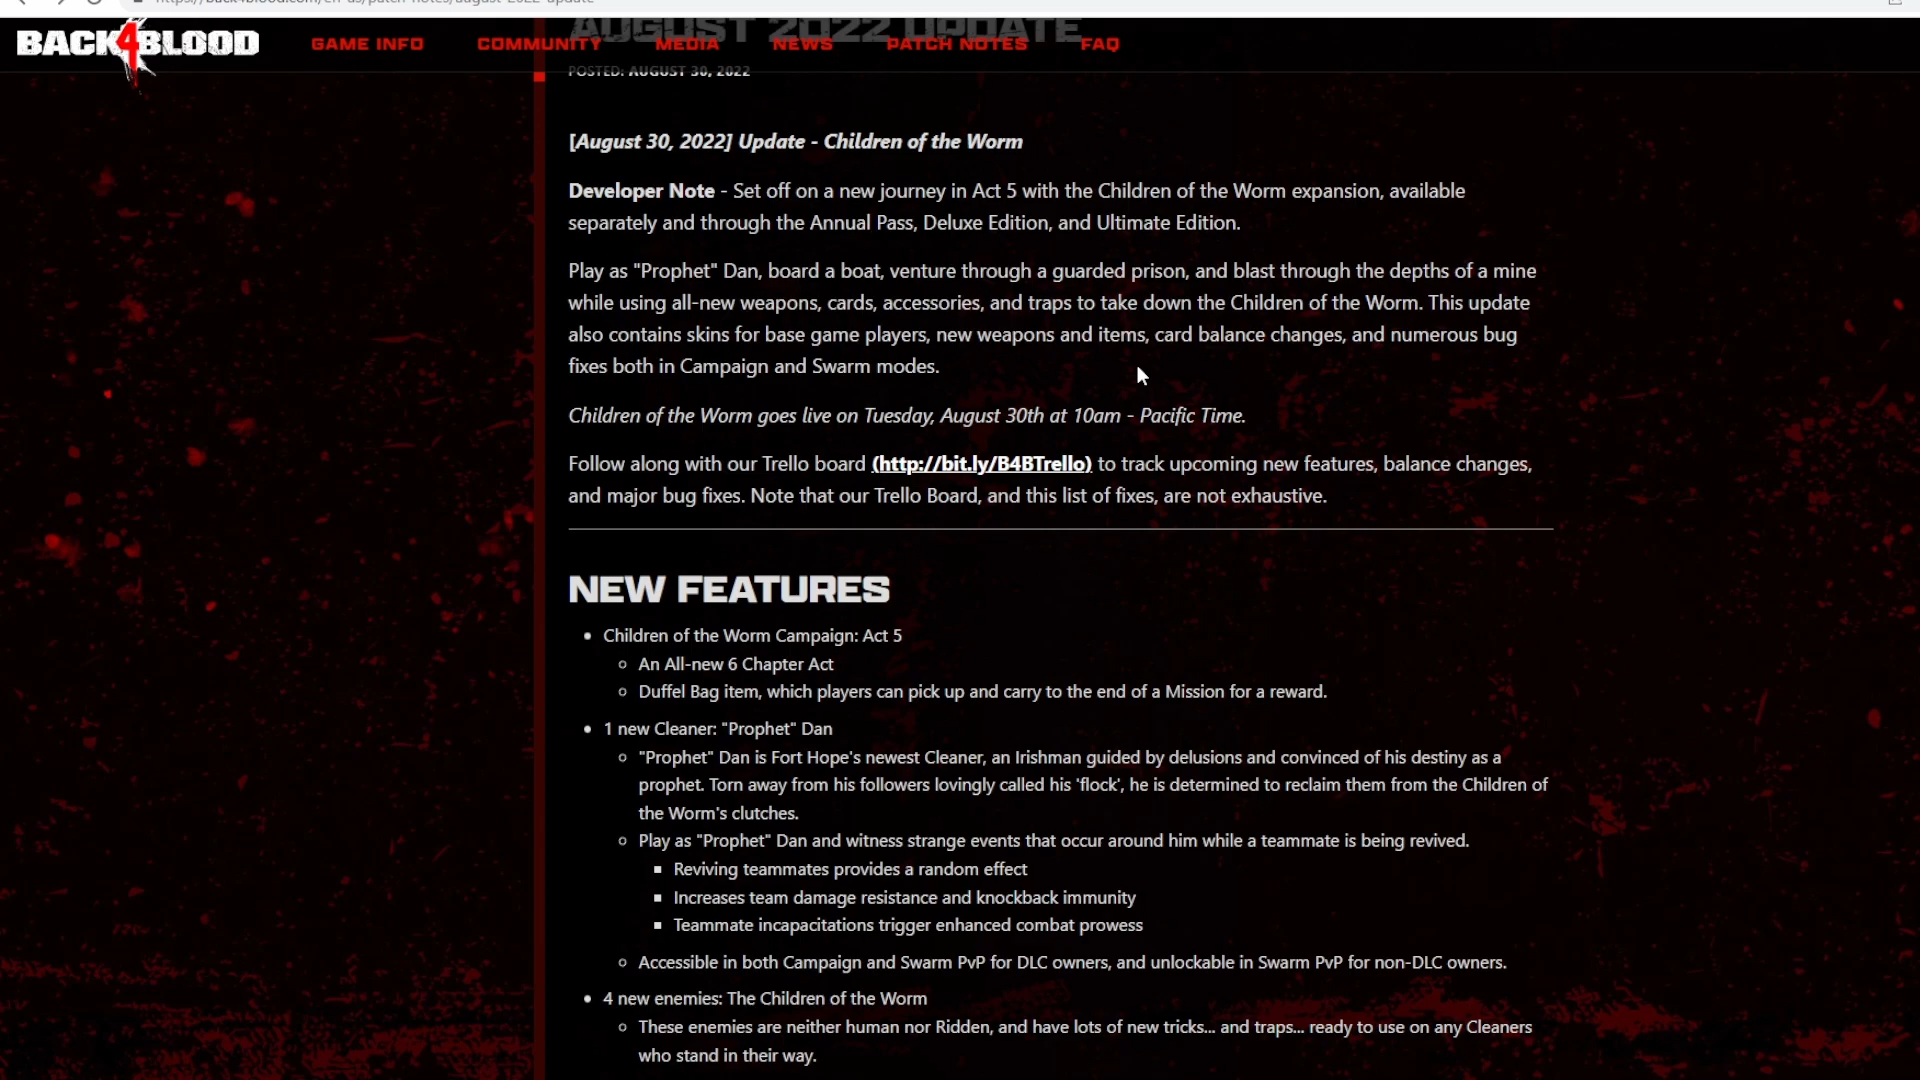 https://back4blood.com/en-us/patch-notes/august-2022-update
AUGUST 2022 UPDATE
BACK 4 BLOOD
GAME INFO COMMUNITY MEDIA NEWS PATCH NOTES FAQ
POSTED: AUGUST 30, 2022
[August 30, 2022] Update - Children of the Worm
Developer Note - Set off on a new journey in Act 5 with the Children of the Worm expansion, available
separately and through the Annual Pass, Deluxe Edition, and Ultimate Edition.
Play as "Prophet" Dan, board a boat, venture through a guarded prison, and blast through the depths of a mine
while using all-new weapons, cards, accessories, and traps to take down the Children of the Worm. This update
also contains skins for base game players, new weapons and items, card balance changes, and numerous bug
fixes both in Campaign and Swarm modes.
Children of the Worm goes live on Tuesday, August 30th at 10am - Pacific Time.
Follow along with our Trello board (http://bit.ly/B4BTrello) to track upcoming new features, balance changes,
and major bug fixes. Note that our Trello Board, and this list of fixes, are not exhaustive.
NEW FEATURES
• Children of the Worm Campaign: Act 5
○ An All-new 6 Chapter Act
○ Duffel Bag item, which players can pick up and carry to the end of a Mission for a reward.
• 1 new Cleaner: "Prophet" Dan
○ "Prophet" Dan is Fort Hope's newest Cleaner, an Irishman guided by delusions and convinced of his destiny as a
prophet. Torn away from his followers lovingly called his 'flock', he is determined to reclaim them from the Children of
the Worm's clutches.
○ Play as "Prophet" Dan and witness strange events that occur around him while a teammate is being revived.
▪ Reviving teammates provides a random effect
▪ Increases team damage resistance and knockback immunity
▪ Teammate incapacitations trigger enhanced combat prowess
○ Accessible in both Campaign and Swarm PvP for DLC owners, and unlockable in Swarm PvP for non-DLC owners.
• 4 new enemies: The Children of the Worm
○ These enemies are neither human nor Ridden, and have lots of new tricks... and traps... ready to use on any Cleaners
who stand in their way.